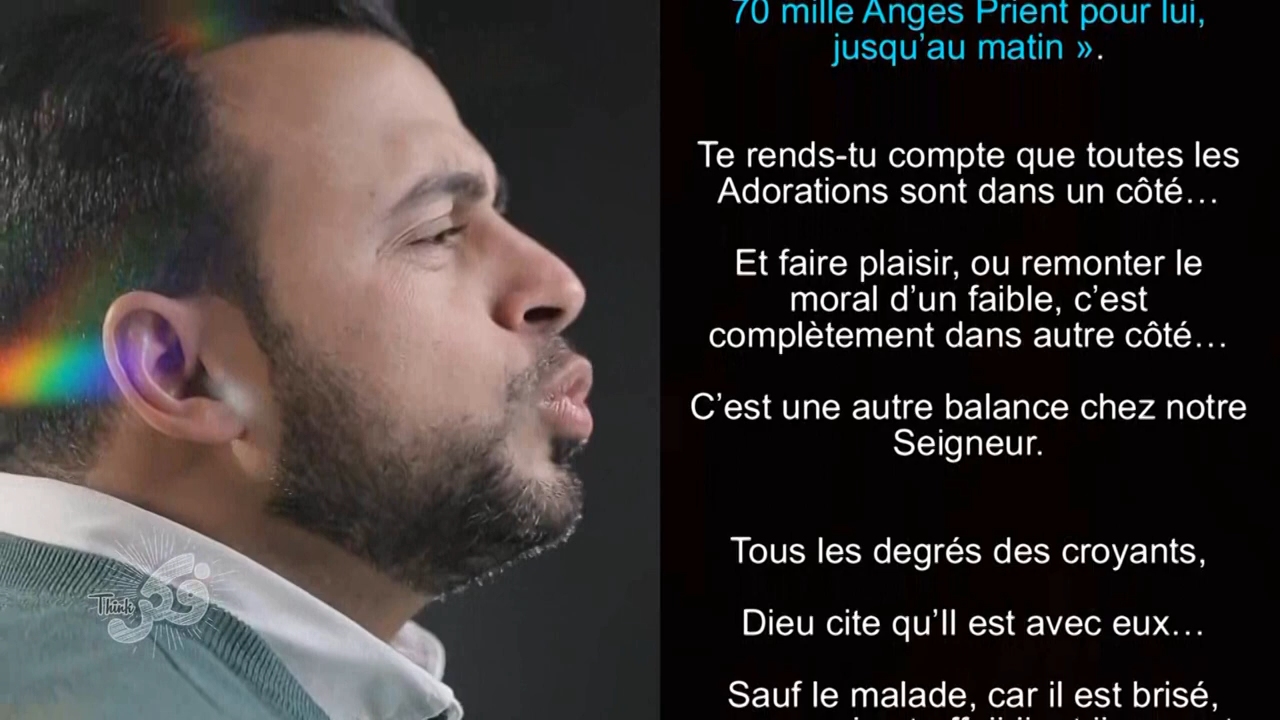 70 mille Anges Prient pour lui,
jusqu’au matin ».
Te rends-tu compte que toutes les
Adorations sont dans un côté…
Et faire plaisir, ou remonter le
moral d’un faible, c’est
complètement dans autre côté…
C’est une autre balance chez notre
Seigneur.
Tous les degrés des croyants,
Dieu cite qu’Il est avec eux…
Sauf le malade, car il est brisé,
Think فكر